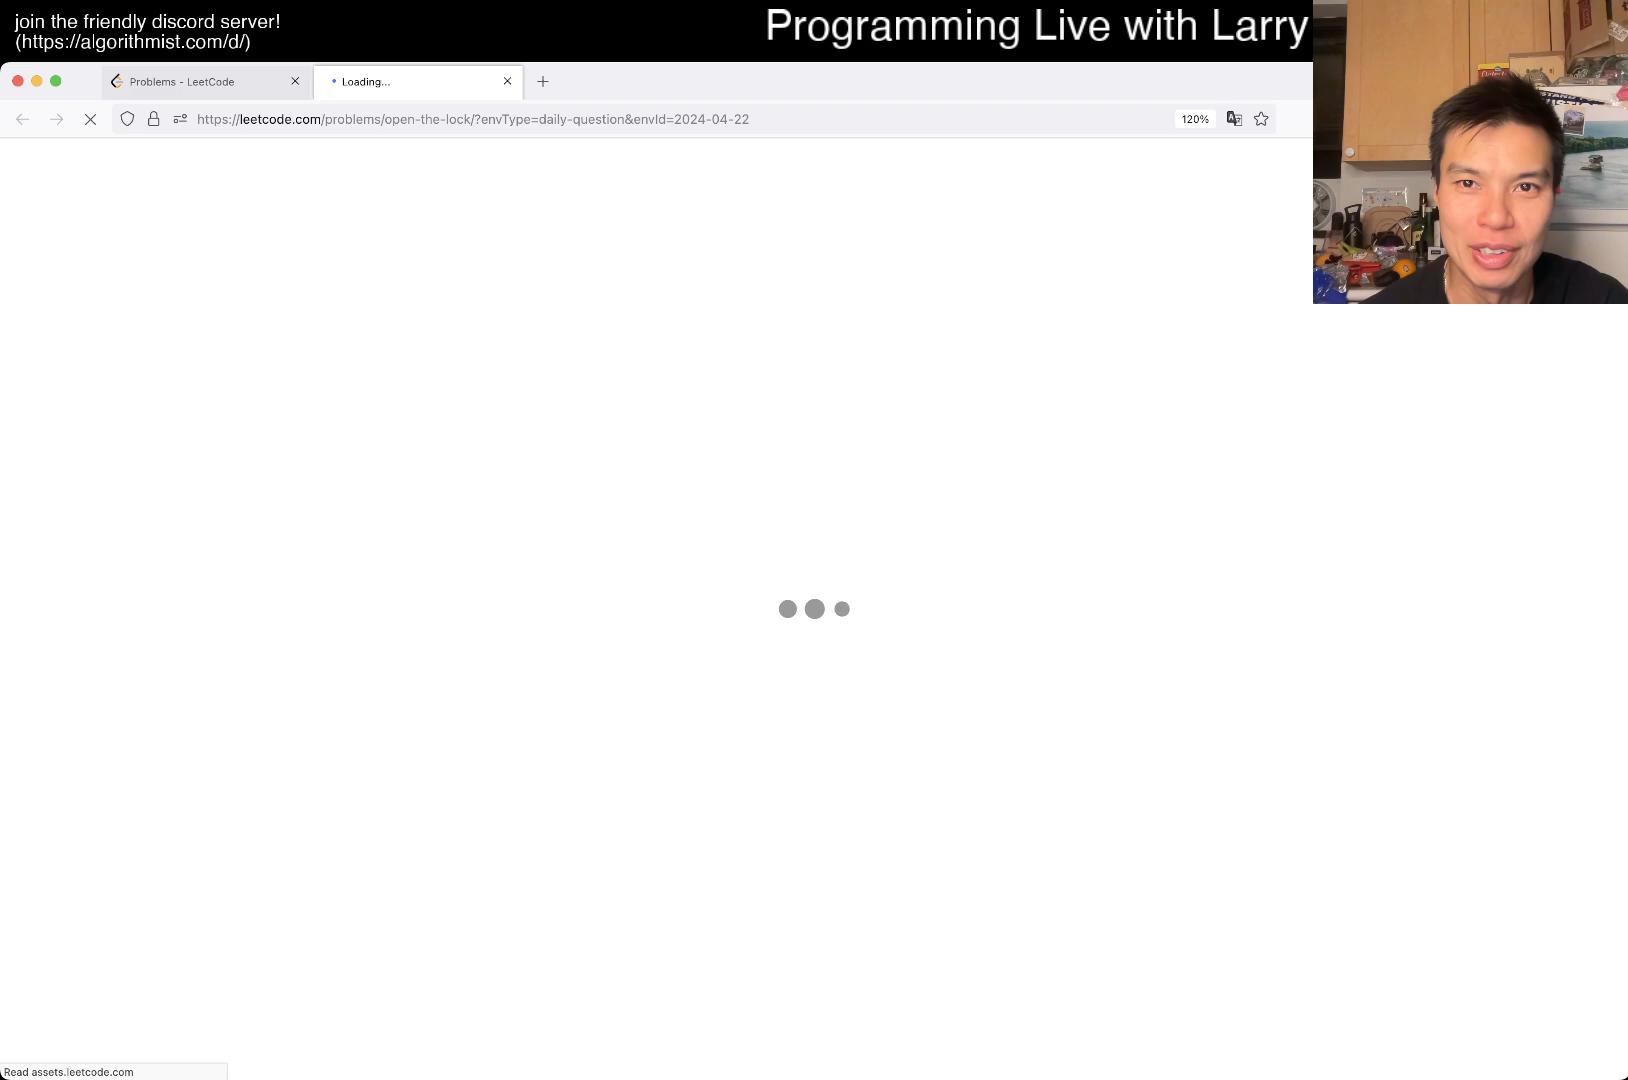 join the friendly discord server!
(https://algorithmist.com/d/)
Programming Live with Larry
Problems - LeetCode
Loading...
https://leetcode.com/problems/open-the-lock/?envType=daily-question&envId=2024-04-22
120%
Read assets.leetcode.com